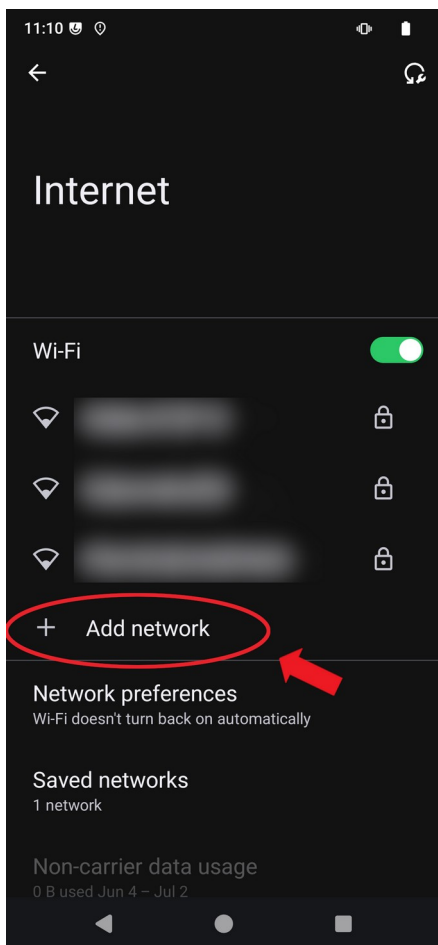 11:10
Internet
Wi-Fi
Add network
Network preferences
Wi-Fi doesn't turn back on automatically
Saved networks
1 network
Non-carrier data usage
0 B used Jun 4 – Jul 2